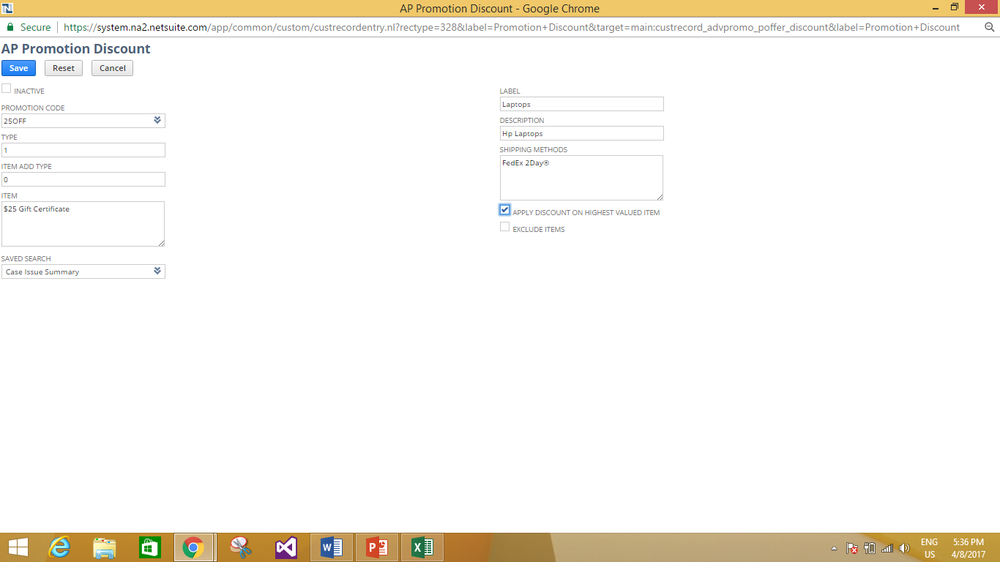 AP Promotion Discount - Google Chrome
Secure https://system.na2.netsuite.com/app/common/custom/custrecordentry.nl?rectype=328&label=Promotion+Discount&target=main:custrecord_advpromo_poffer_discount&label=Promotion+Discount
AP Promotion Discount
Save Reset Cancel
INACTIVE
PROMOTION CODE
25OFF
TYPE
1
ITEM ADD TYPE
0
ITEM
$25 Gift Certificate
SAVED SEARCH
Case Issue Summary
LABEL
Laptops
DESCRIPTION
Hp Laptops
SHIPPING METHODS
FedEx 2Day®
APPLY DISCOUNT ON HIGHEST VALUED ITEM
EXCLUDE ITEMS
ENG 5:36 PM
US 4/8/2017